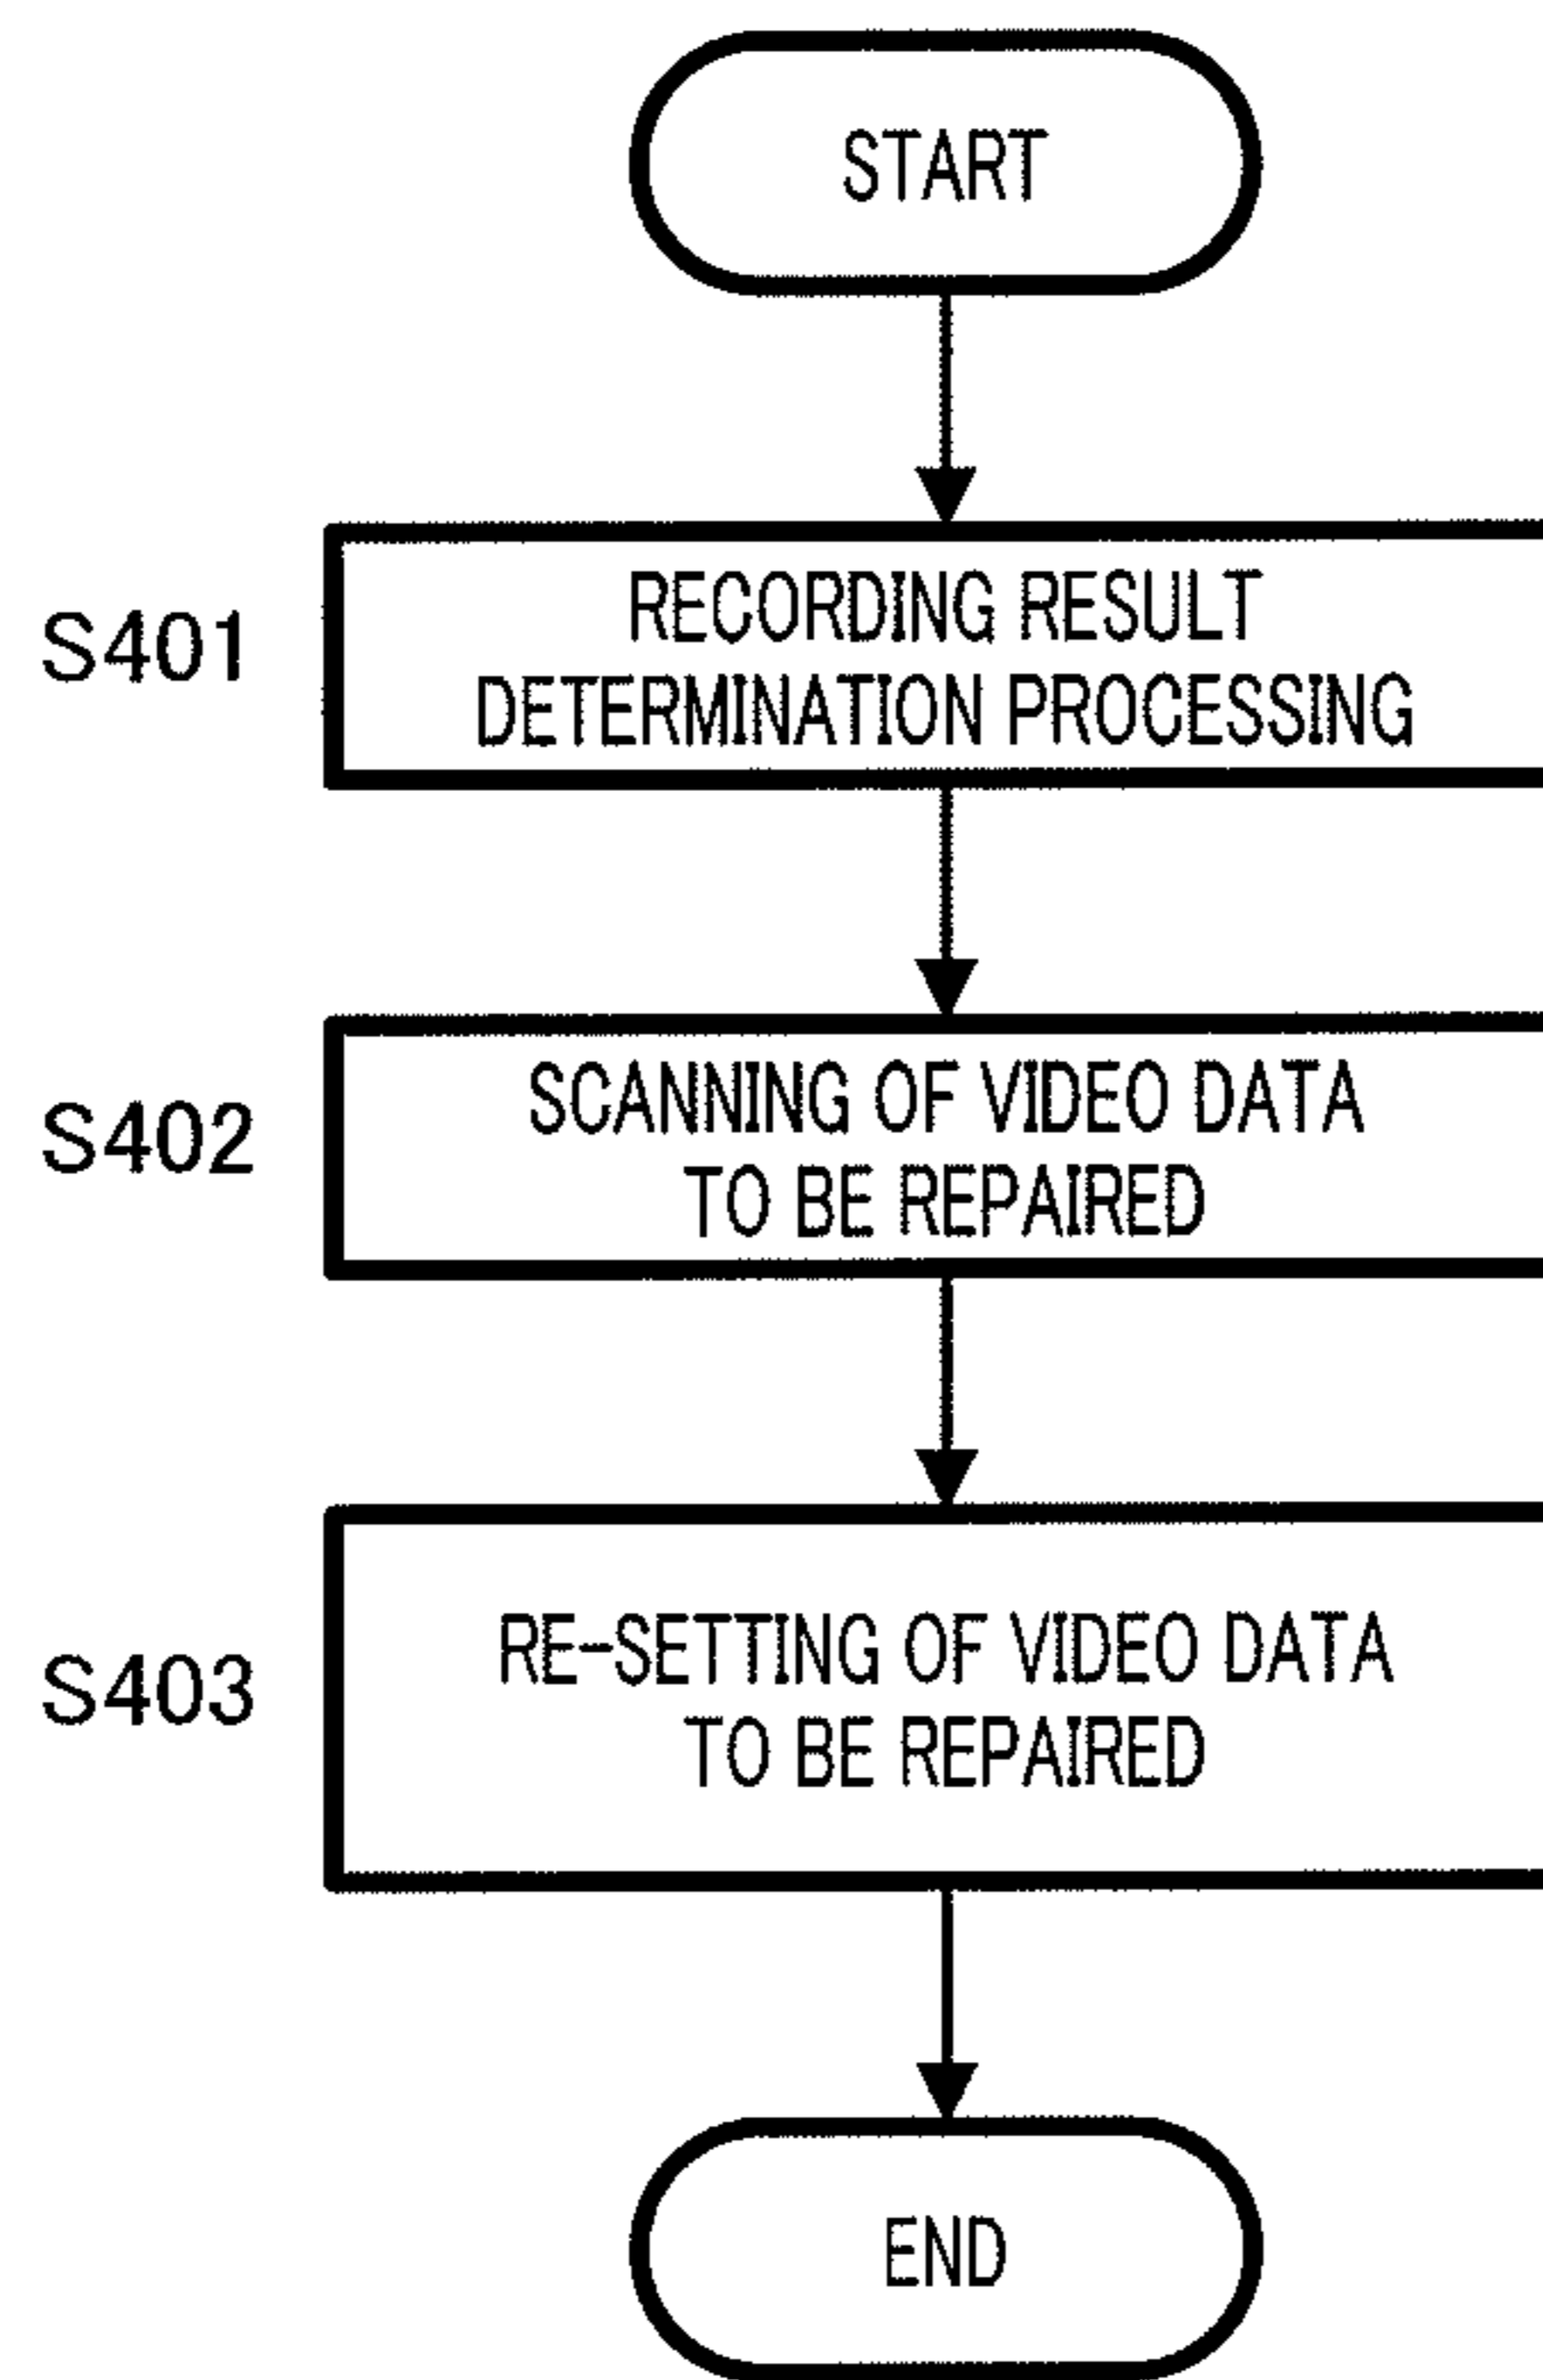 START
S401
RECORDING RESULT
DETERMINATION PROCESSING
S402
SCANNING OF VIDEO DATA
TO BE REPAIRED
S403
RE-SETTING OF VIDEO DATA
TO BE REPAIRED
END